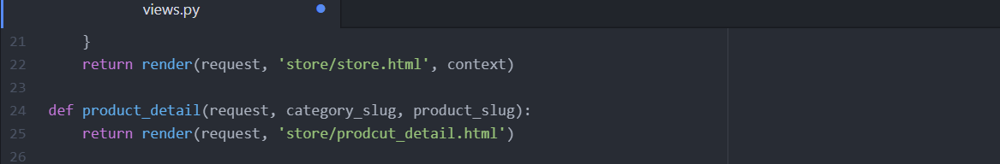 views.py
21 }
22 return render(request, 'store/store.html', context)
23
24 def product_detail(request, category_slug, product_slug):
25 return render(request, 'store/prodcut_detail.html')
26